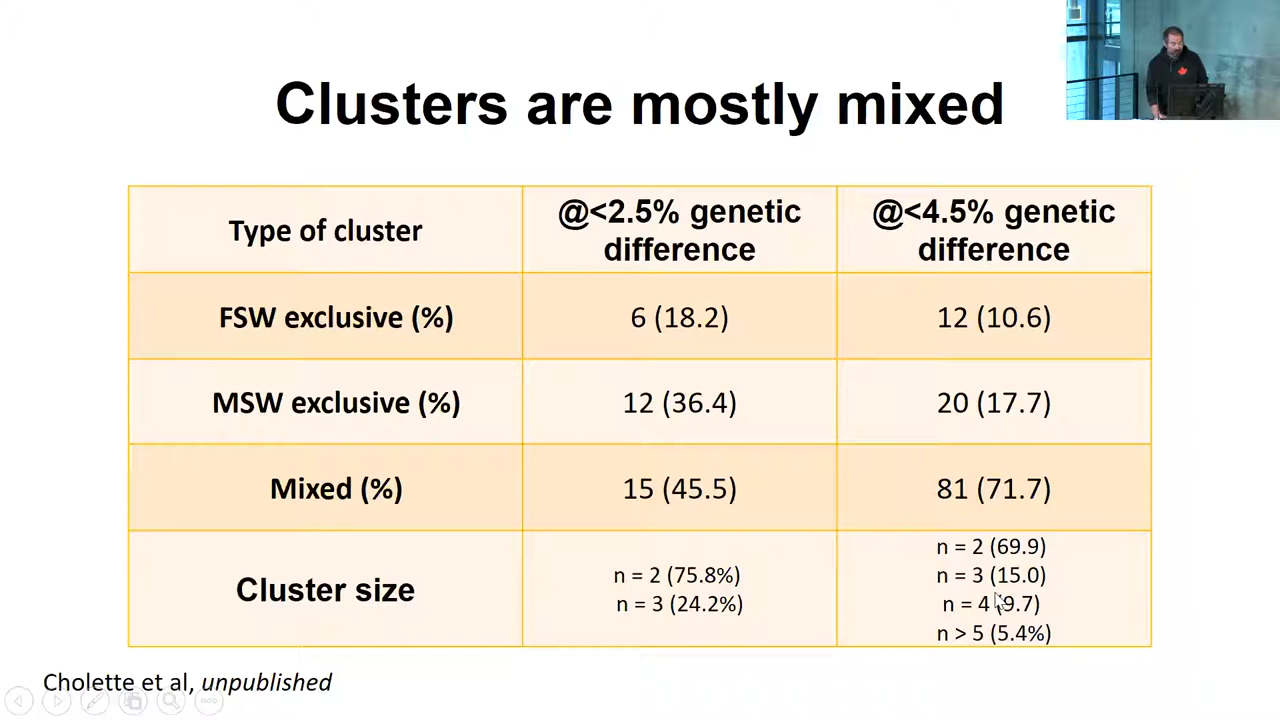 Clusters are mostly mixed
Type of cluster
@<2.5% genetic
difference
@<4.5% genetic
difference
FSW exclusive (%)
6 (18.2)
12 (10.6)
MSW exclusive (%)
12 (36.4)
20 (17.7)
Mixed (%)
15 (45.5)
81 (71.7)
Cluster size
n = 2 (75.8%)
n = 3 (24.2%)
n = 2 (69.9)
n = 3 (15.0)
n = 4 (9.7)
n > 5 (5.4%)
Cholette et al, unpublished